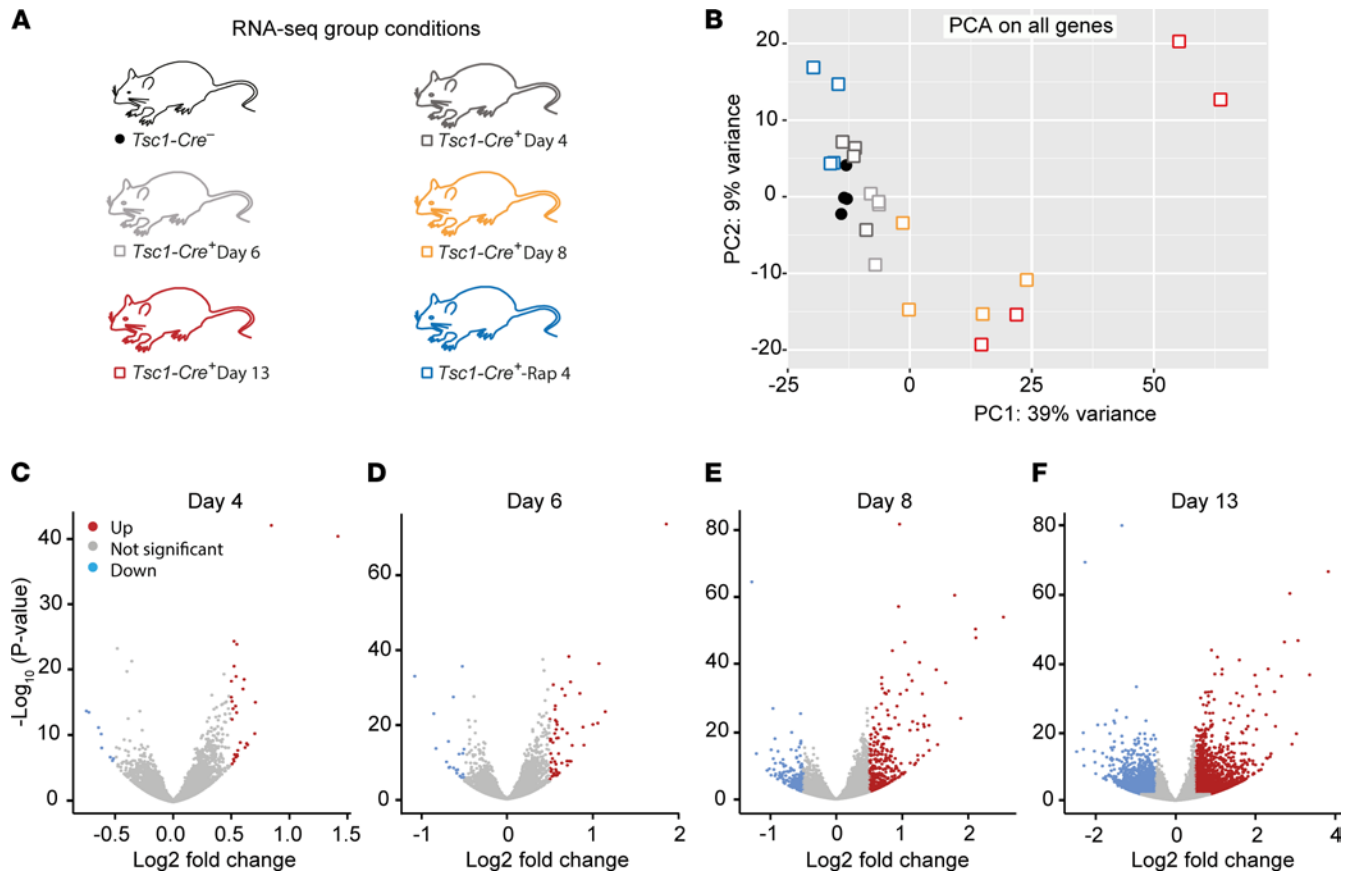 A
RNA-seq group conditions
Tsc1-Cre⁻
Tsc1-Cre⁺ Day 4
Tsc1-Cre⁺ Day 6
Tsc1-Cre⁺ Day 8
Tsc1-Cre⁺ Day 13
Tsc1-Cre⁺-Rap 4
B
PCA on all genes
PC2: 9% variance
20
10
0
-10
-20
-25
0
25
50
PC1: 39% variance
C
Day 4
Up
Not significant
Down
-Log₁₀ (P-value)
40
30
20
10
0
-0.5
0.0
0.5
1.0
1.5
Log2 fold change
D
Day 6
60
40
20
0
-1
0
1
2
Log2 fold change
E
Day 8
80
60
40
20
0
-1
0
1
2
Log2 fold change
F
Day 13
80
60
40
20
0
-2
0
2
4
Log2 fold change